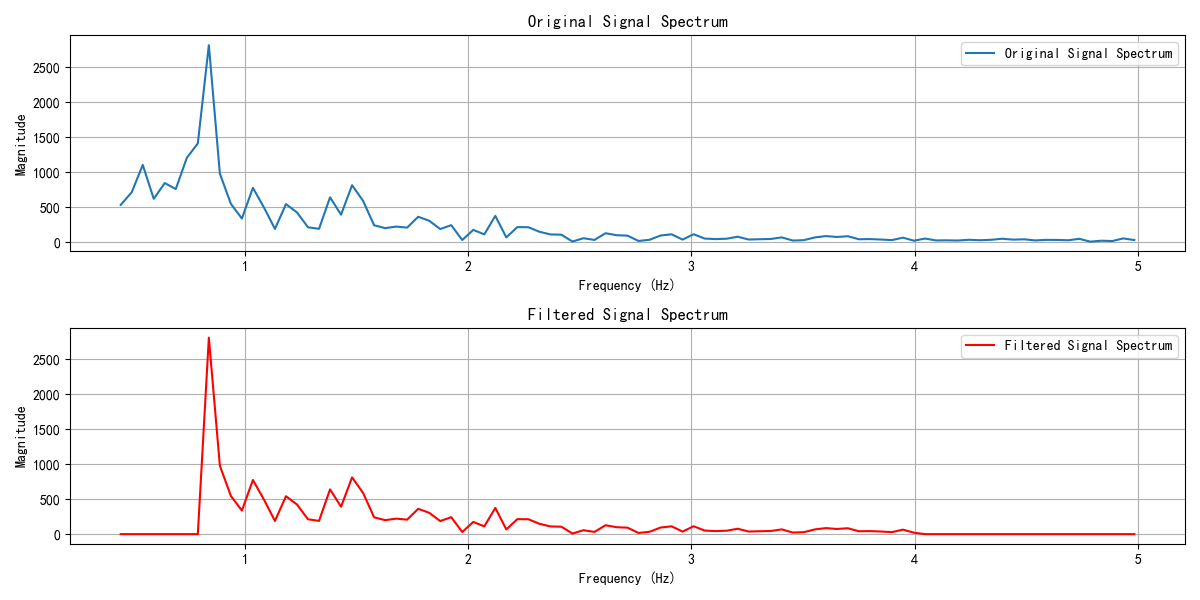 Original Signal Spectrum
Original Signal Spectrum
Magnitude
2500
2000
1500
1000
500
0
1 2 3 4 5
Frequency (Hz)
Filtered Signal Spectrum
Filtered Signal Spectrum
Magnitude
2500
2000
1500
1000
500
0
1 2 3 4 5
Frequency (Hz)